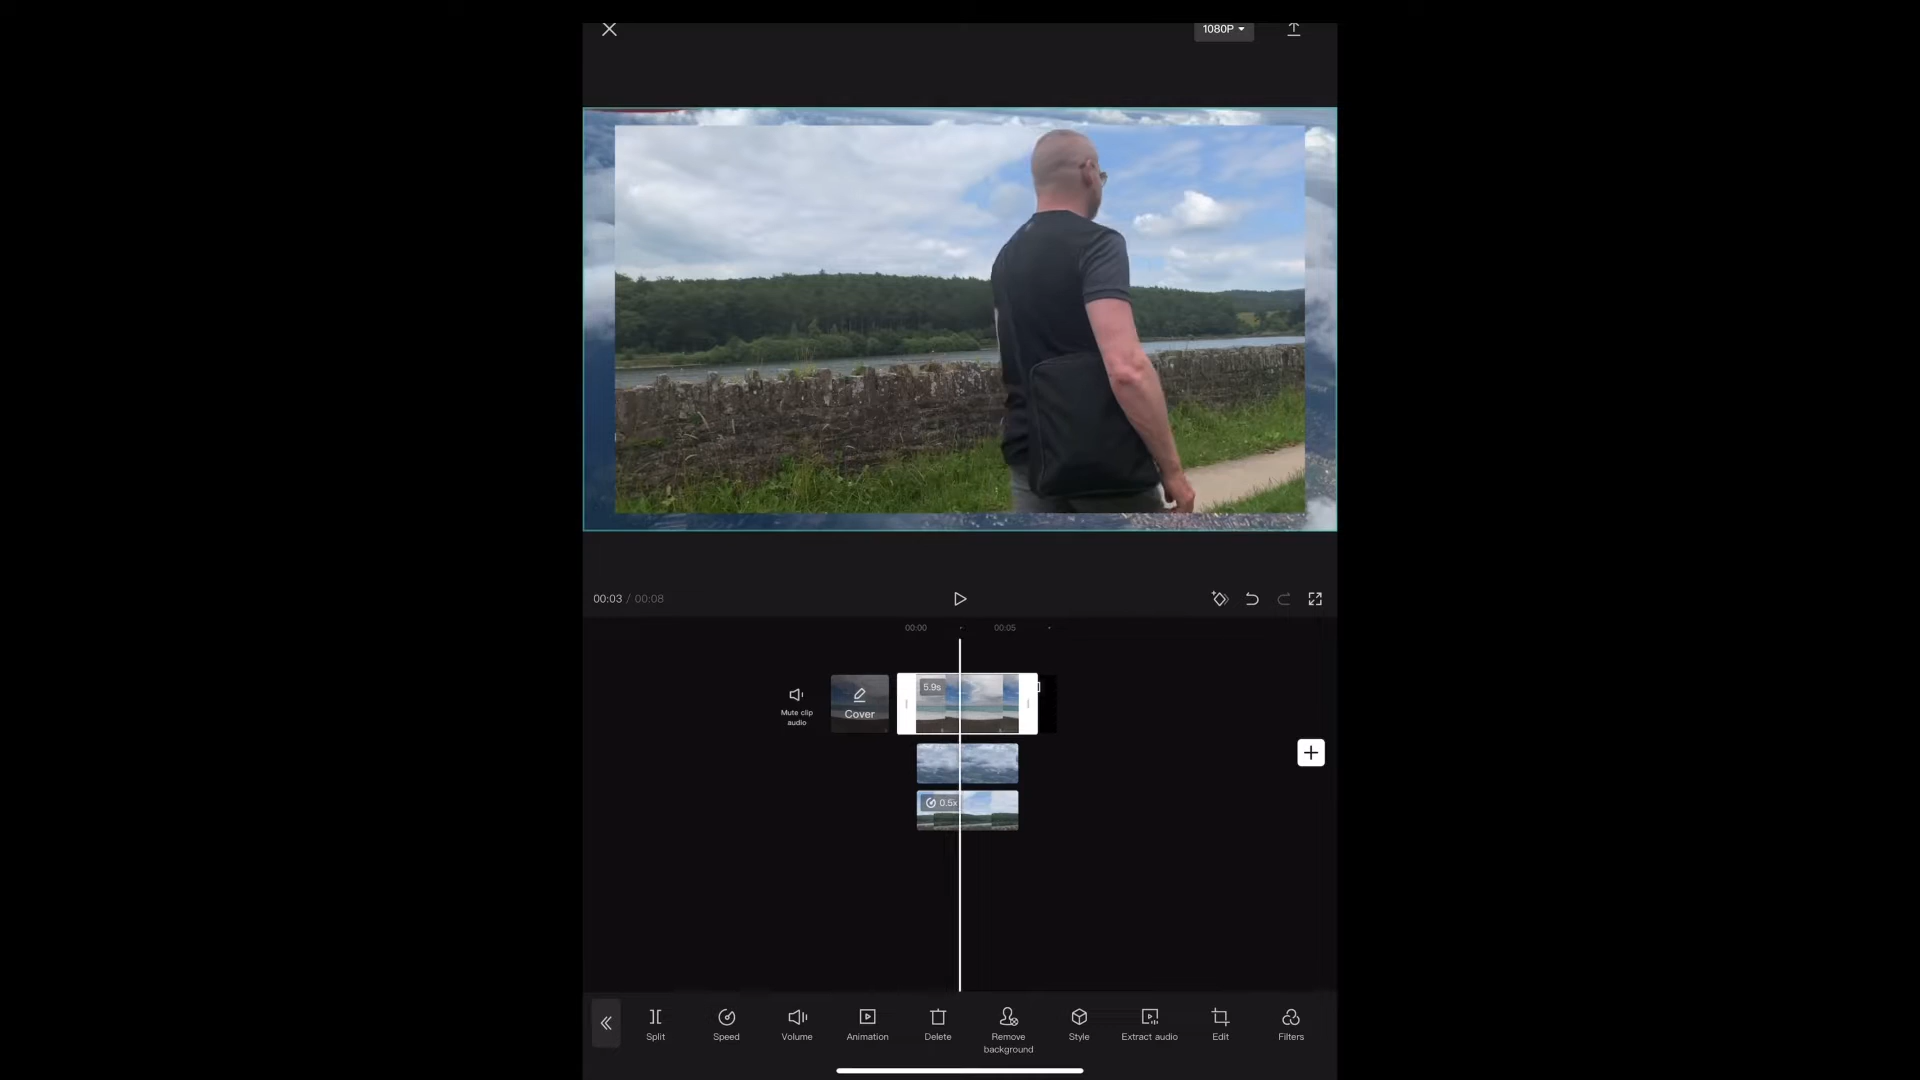 1080P
00:03 / 00:08
00:00
00:05
Mute clip
audio
Cover
5.9s
0.5x
Split
Speed
Volume
Animation
Delete
Remove
background
Style
Extract audio
Edit
Filters